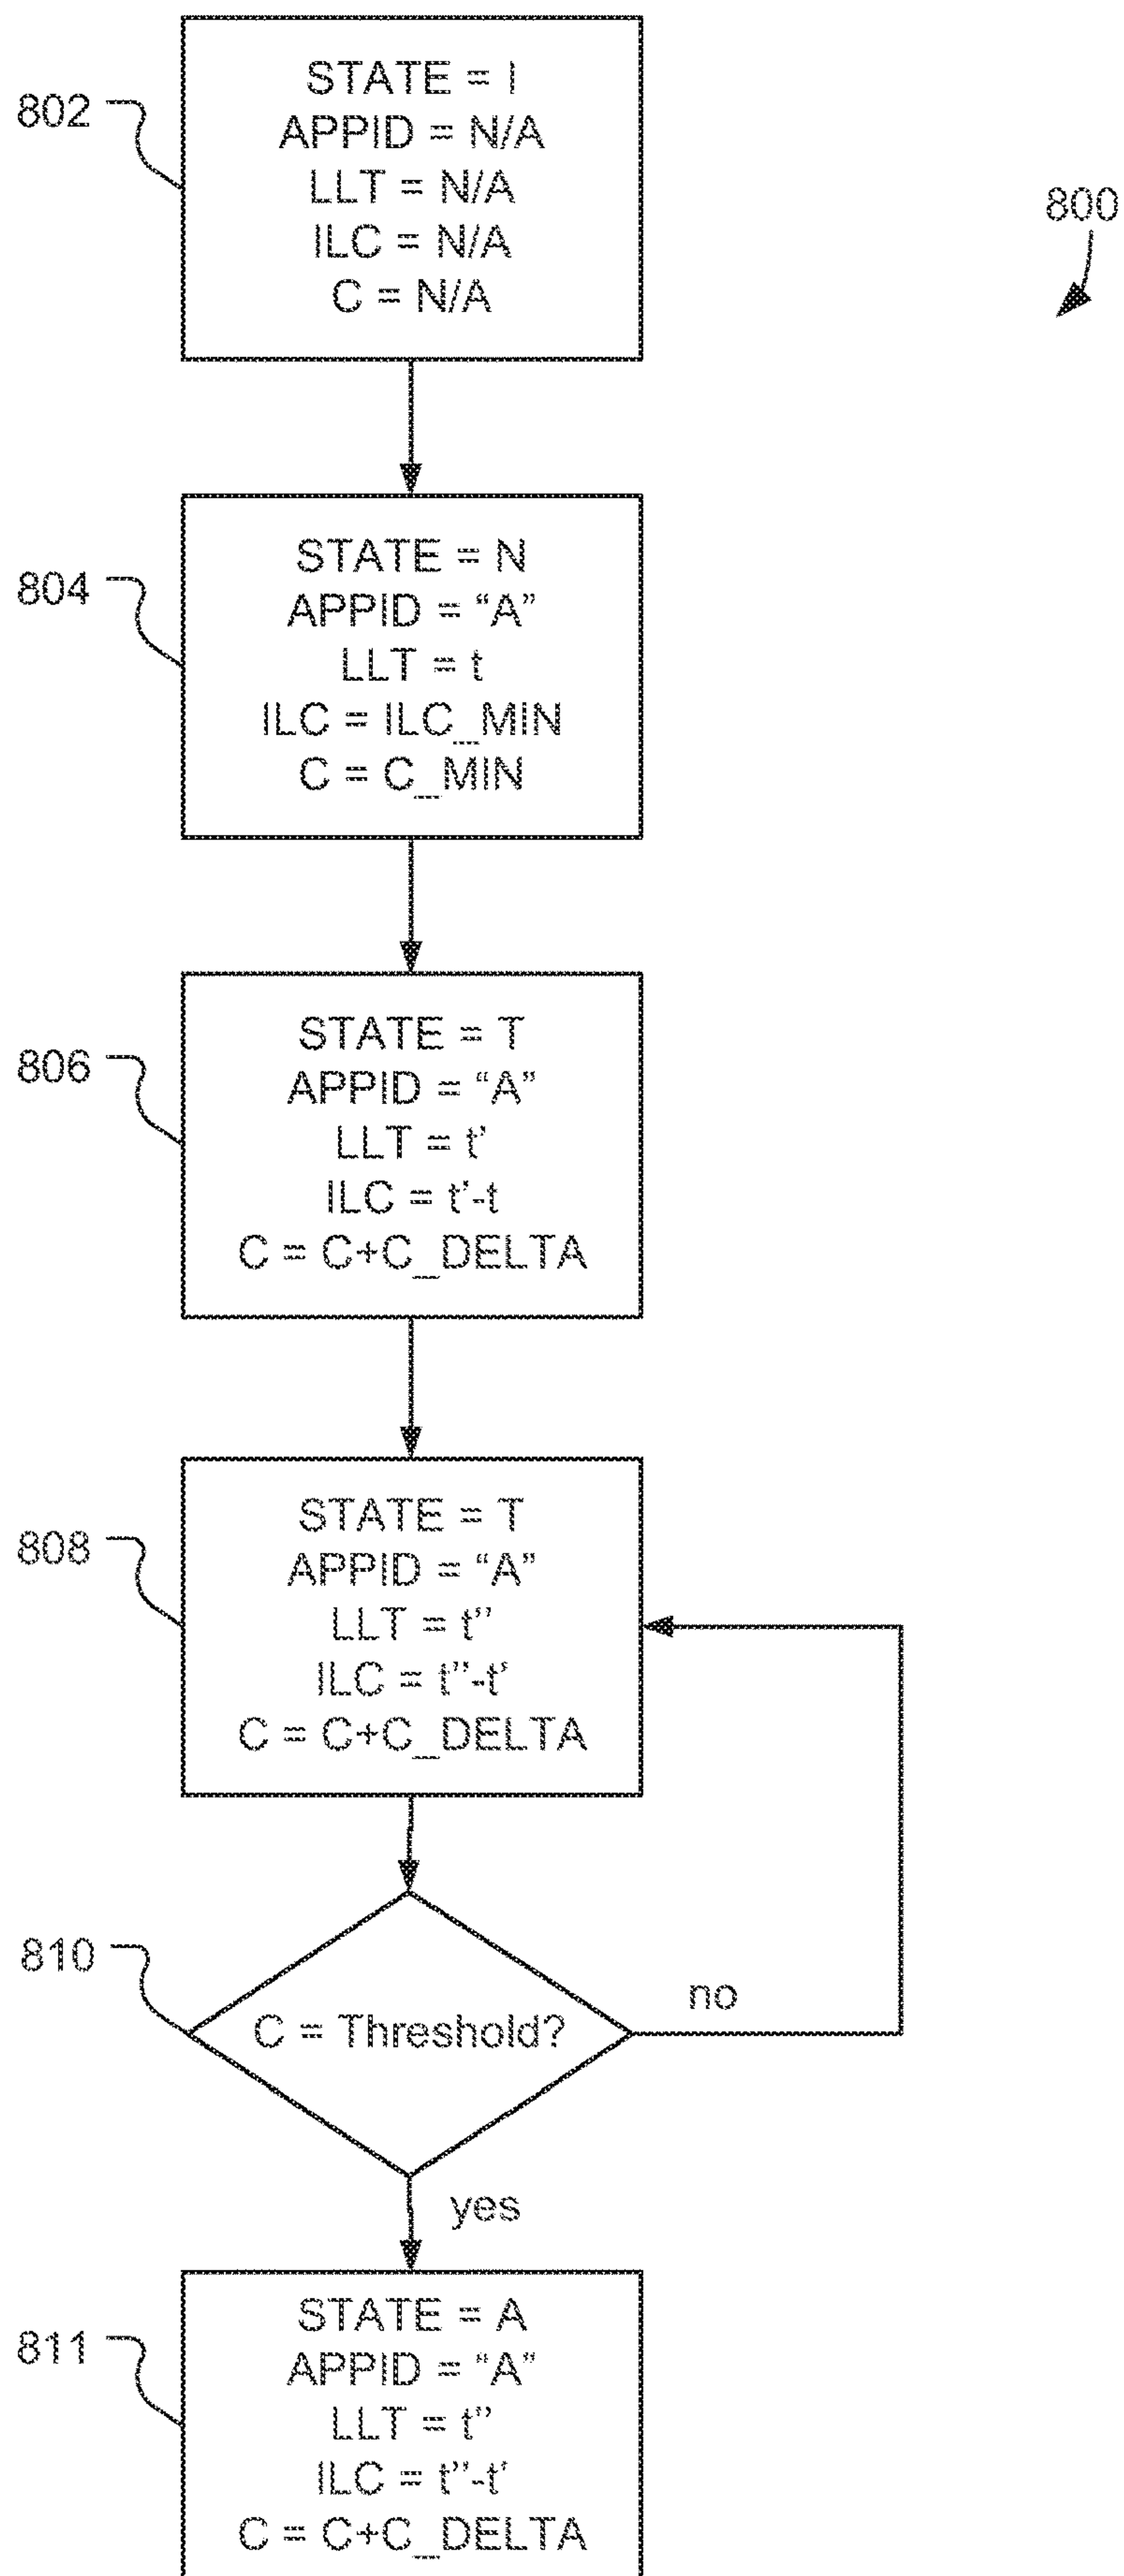 802
STATE = I
APPID = N/A
LLT = N/A
ILC = N/A
C = N/A
800
804
STATE = N
APPID = “A”
LLT = t
ILC = ILC_MIN
C = C_MIN
806
STATE = T
APPID = “A”
LLT = t’
ILC = t’-t
C = C+C_DELTA
808
STATE = T
APPID = “A”
LLT = t’’
ILC = t’’-t’
C = C+C_DELTA
810
C = Threshold?
no
yes
811
STATE = A
APPID = “A”
LLT = t’’
ILC = t’’-t’
C = C+C_DELTA